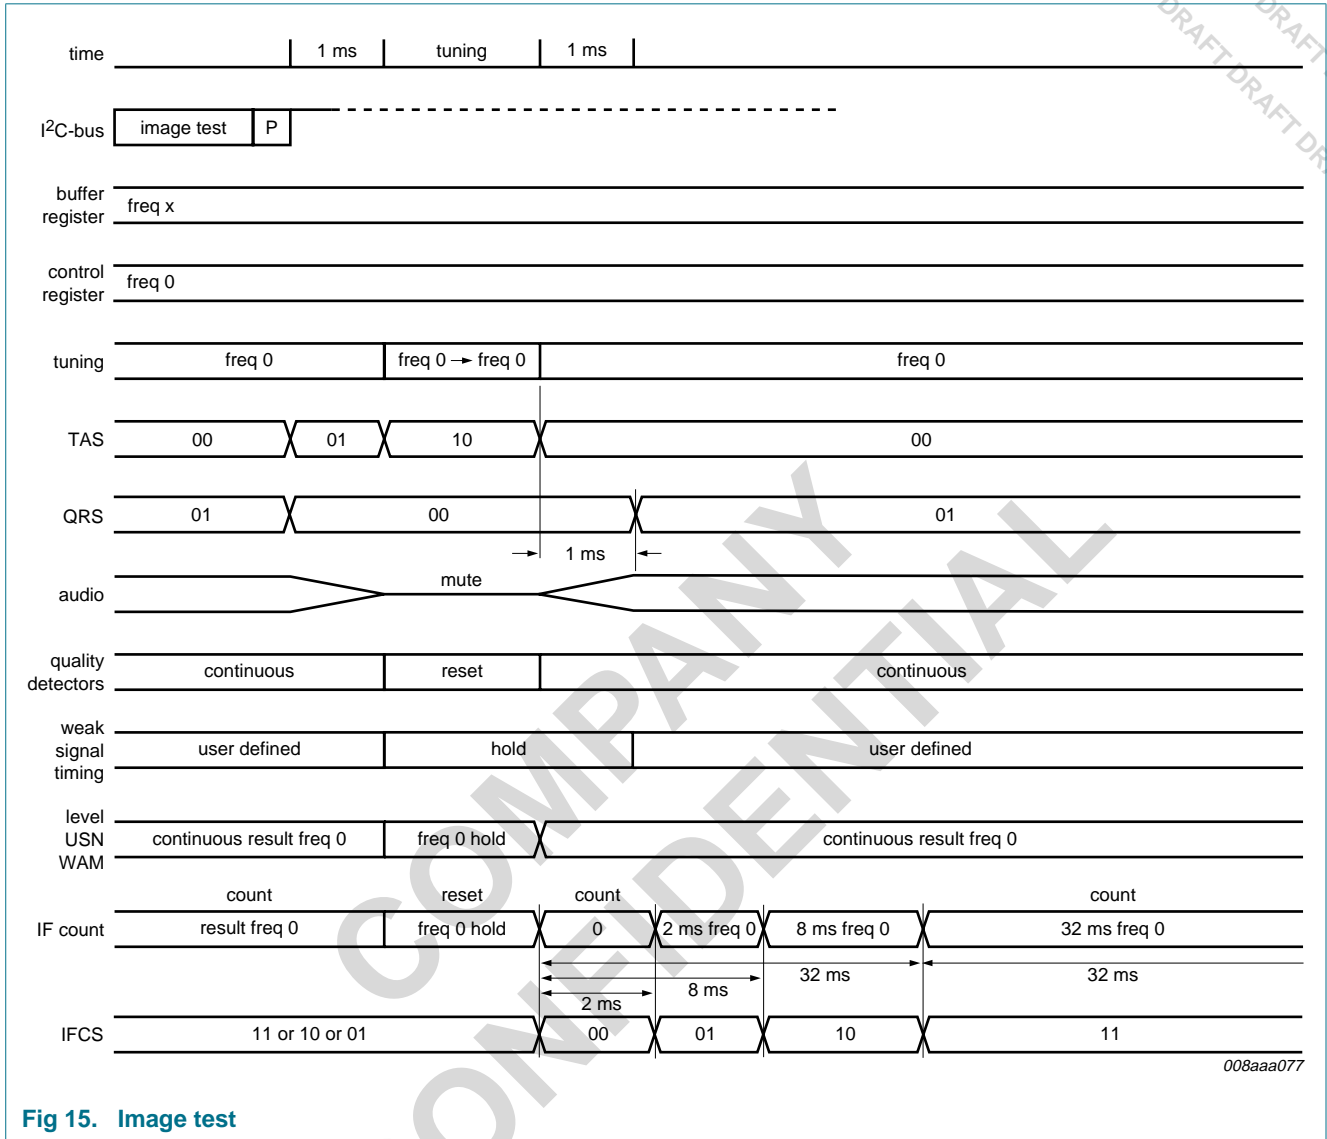 time 1 ms tuning 1 ms
I2C-bus image test P
buffer
register
freq x
control
register
freq 0
tuning freq 0 freq 0 → freq 0 freq 0
TAS 00 01 10 00
QRS 01 00 01
1 ms
audio mute
quality
detectors
continuous reset continuous
weak
signal
timing
user defined hold user defined
level
USN
WAM
continuous result freq 0 freq 0 hold continuous result freq 0
count reset count count
IF count result freq 0 freq 0 hold 0 2 ms freq 0 8 ms freq 0 32 ms freq 0
32 ms 32 ms
8 ms
2 ms
IFCS 11 or 10 or 01 00 01 10 11
008aaa077
Fig 15. Image test
COMPANY
CONFIDENTIAL
DRAFT
DRAFT
DRAFT